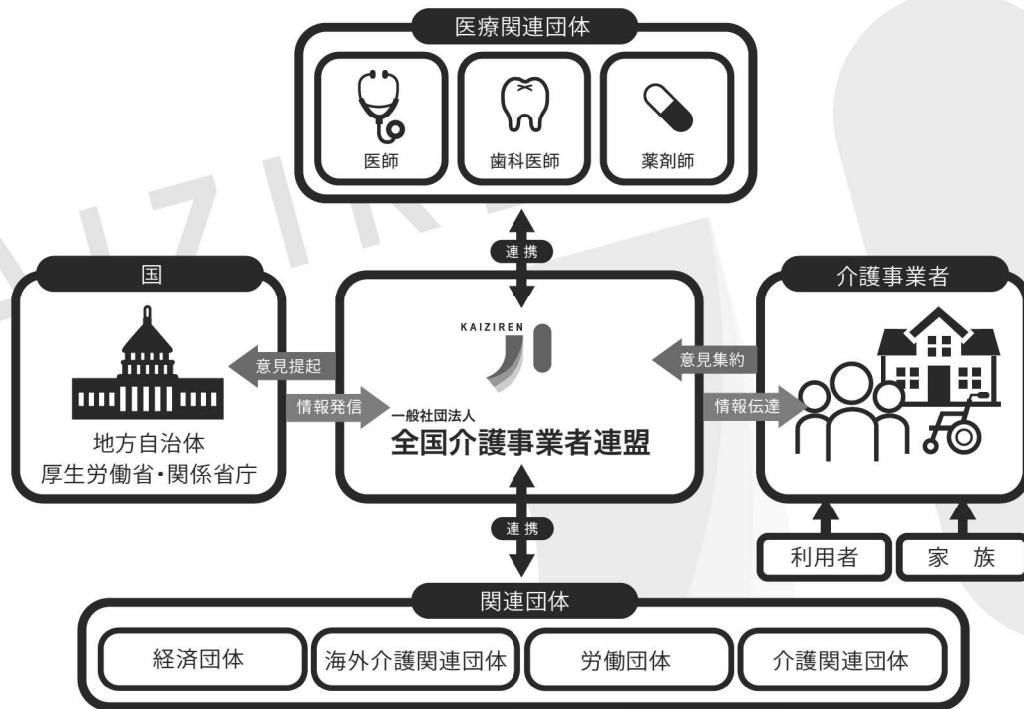 医療関連団体
医師
歯科医師
薬剤師
連携
国
地方自治体
厚生労働省・関係省庁
意見提起
情報発信
KAIZIREN
一般社団法人
全国介護事業者連盟
意見集約
情報伝達
介護事業者
利用者
家 族
連携
関連団体
経済団体
海外介護関連団体
労働団体
介護関連団体